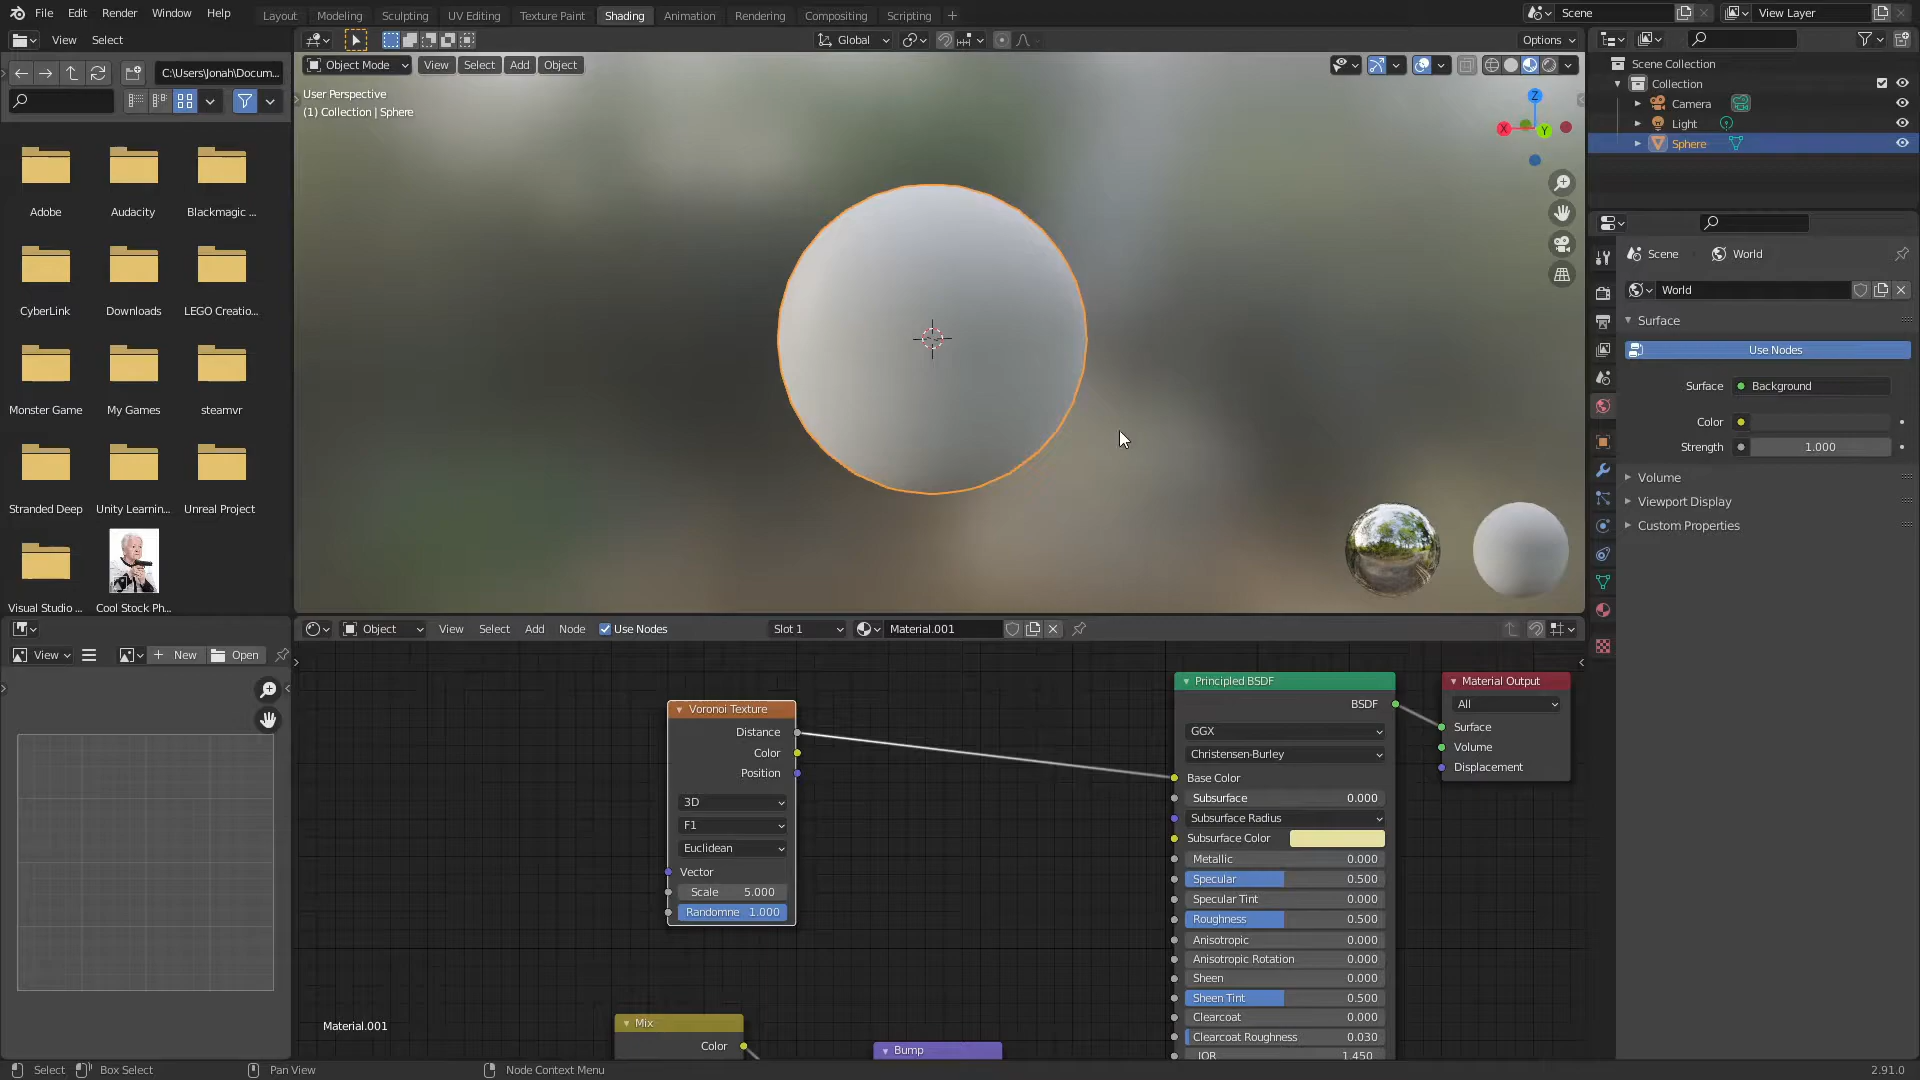 File Edit Render Window Help
Layout Modeling Sculpting UV Editing Texture Paint Shading Animation Rendering Compositing Scripting +
Scene
View Layer
View Select
Global
Options
C:\Users\Jonah\Docum...
Object Mode View Select Add Object
User Perspective
(1) Collection | Sphere
Z
X
Y
Adobe Audacity Blackmagic ...
CyberLink Downloads LEGO Creatio...
Monster Game My Games steamvr
Stranded Deep Unity Learnin... Unreal Project
Visual Studio ... Cool Stock Ph...
Scene Collection
Collection
Camera
Light
Sphere
Scene World
World
Surface
Use Nodes
Surface Background
Color
Strength 1.000
Volume
Viewport Display
Custom Properties
Object View Select Add Node Use Nodes Slot 1 Material.001
View New Open
Voronoi Texture
Distance
Color
Position
3D
F1
Euclidean
Vector
Scale 5.000
Randomne 1.000
Mix
Color
Bump
Principled BSDF
BSDF
GGX
Christensen-Burley
Base Color
Subsurface 0.000
Subsurface Radius
Subsurface Color
Metallic 0.000
Specular 0.500
Specular Tint 0.000
Roughness 0.500
Anisotropic 0.000
Anisotropic Rotation 0.000
Sheen 0.000
Sheen Tint 0.500
Clearcoat 0.000
Clearcoat Roughness 0.030
IOR 1.450
Material Output
All
Surface
Volume
Displacement
Material.001
Select Box Select Pan View Node Context Menu 2.91.0